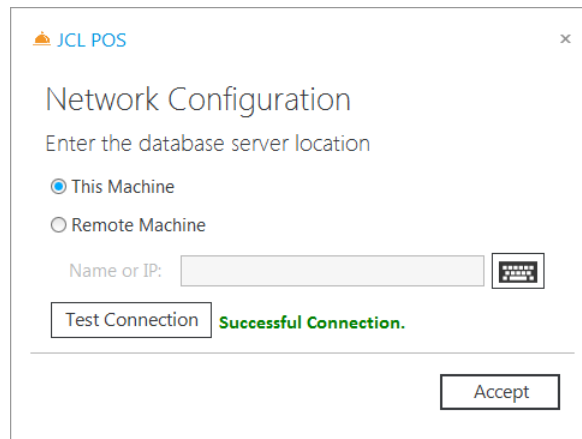 JCL POS
Network Configuration
Enter the database server location
This Machine
Remote Machine
Name or IP:
Test Connection Successful Connection.
Accept